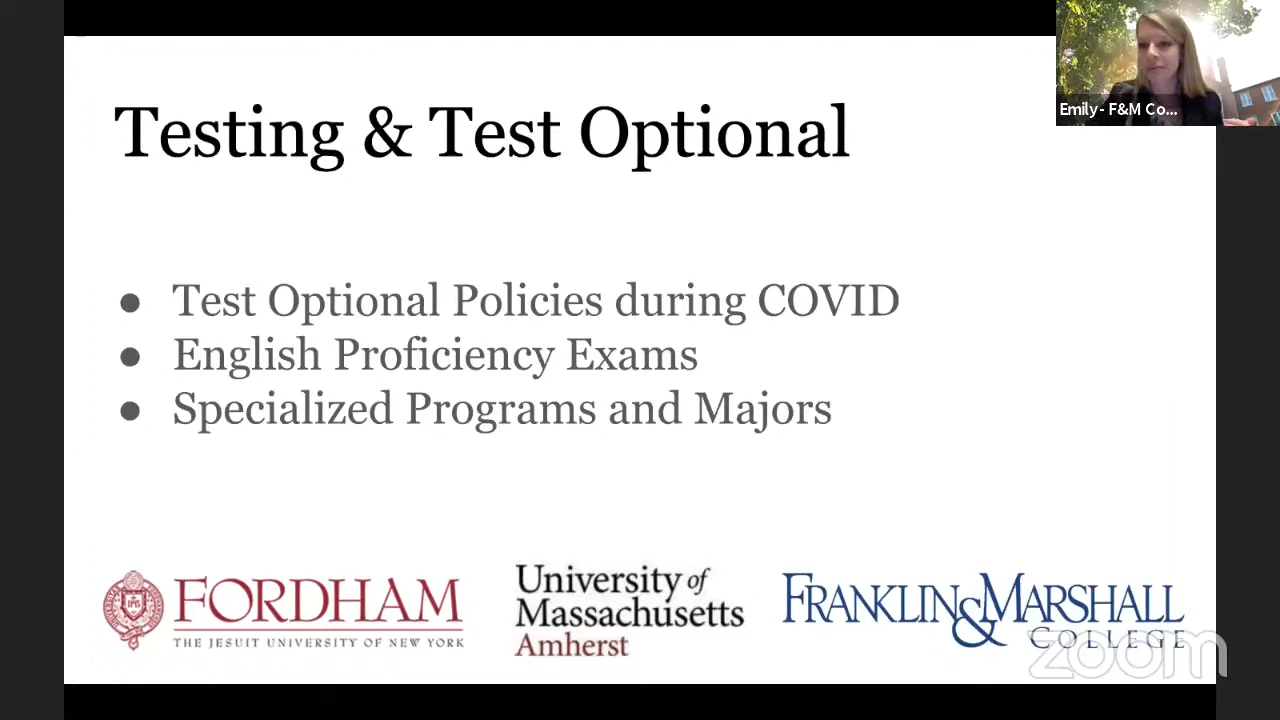 Emily- F&M Co...
Testing & Test Optional
● Test Optional Policies during COVID
● English Proficiency Exams
● Specialized Programs and Majors
FORDHAM
THE JESUIT UNIVERSITY OF NEW YORK
University of
Massachusetts
Amherst
FRANKLIN & MARSHALL
COLLEGE
zoom